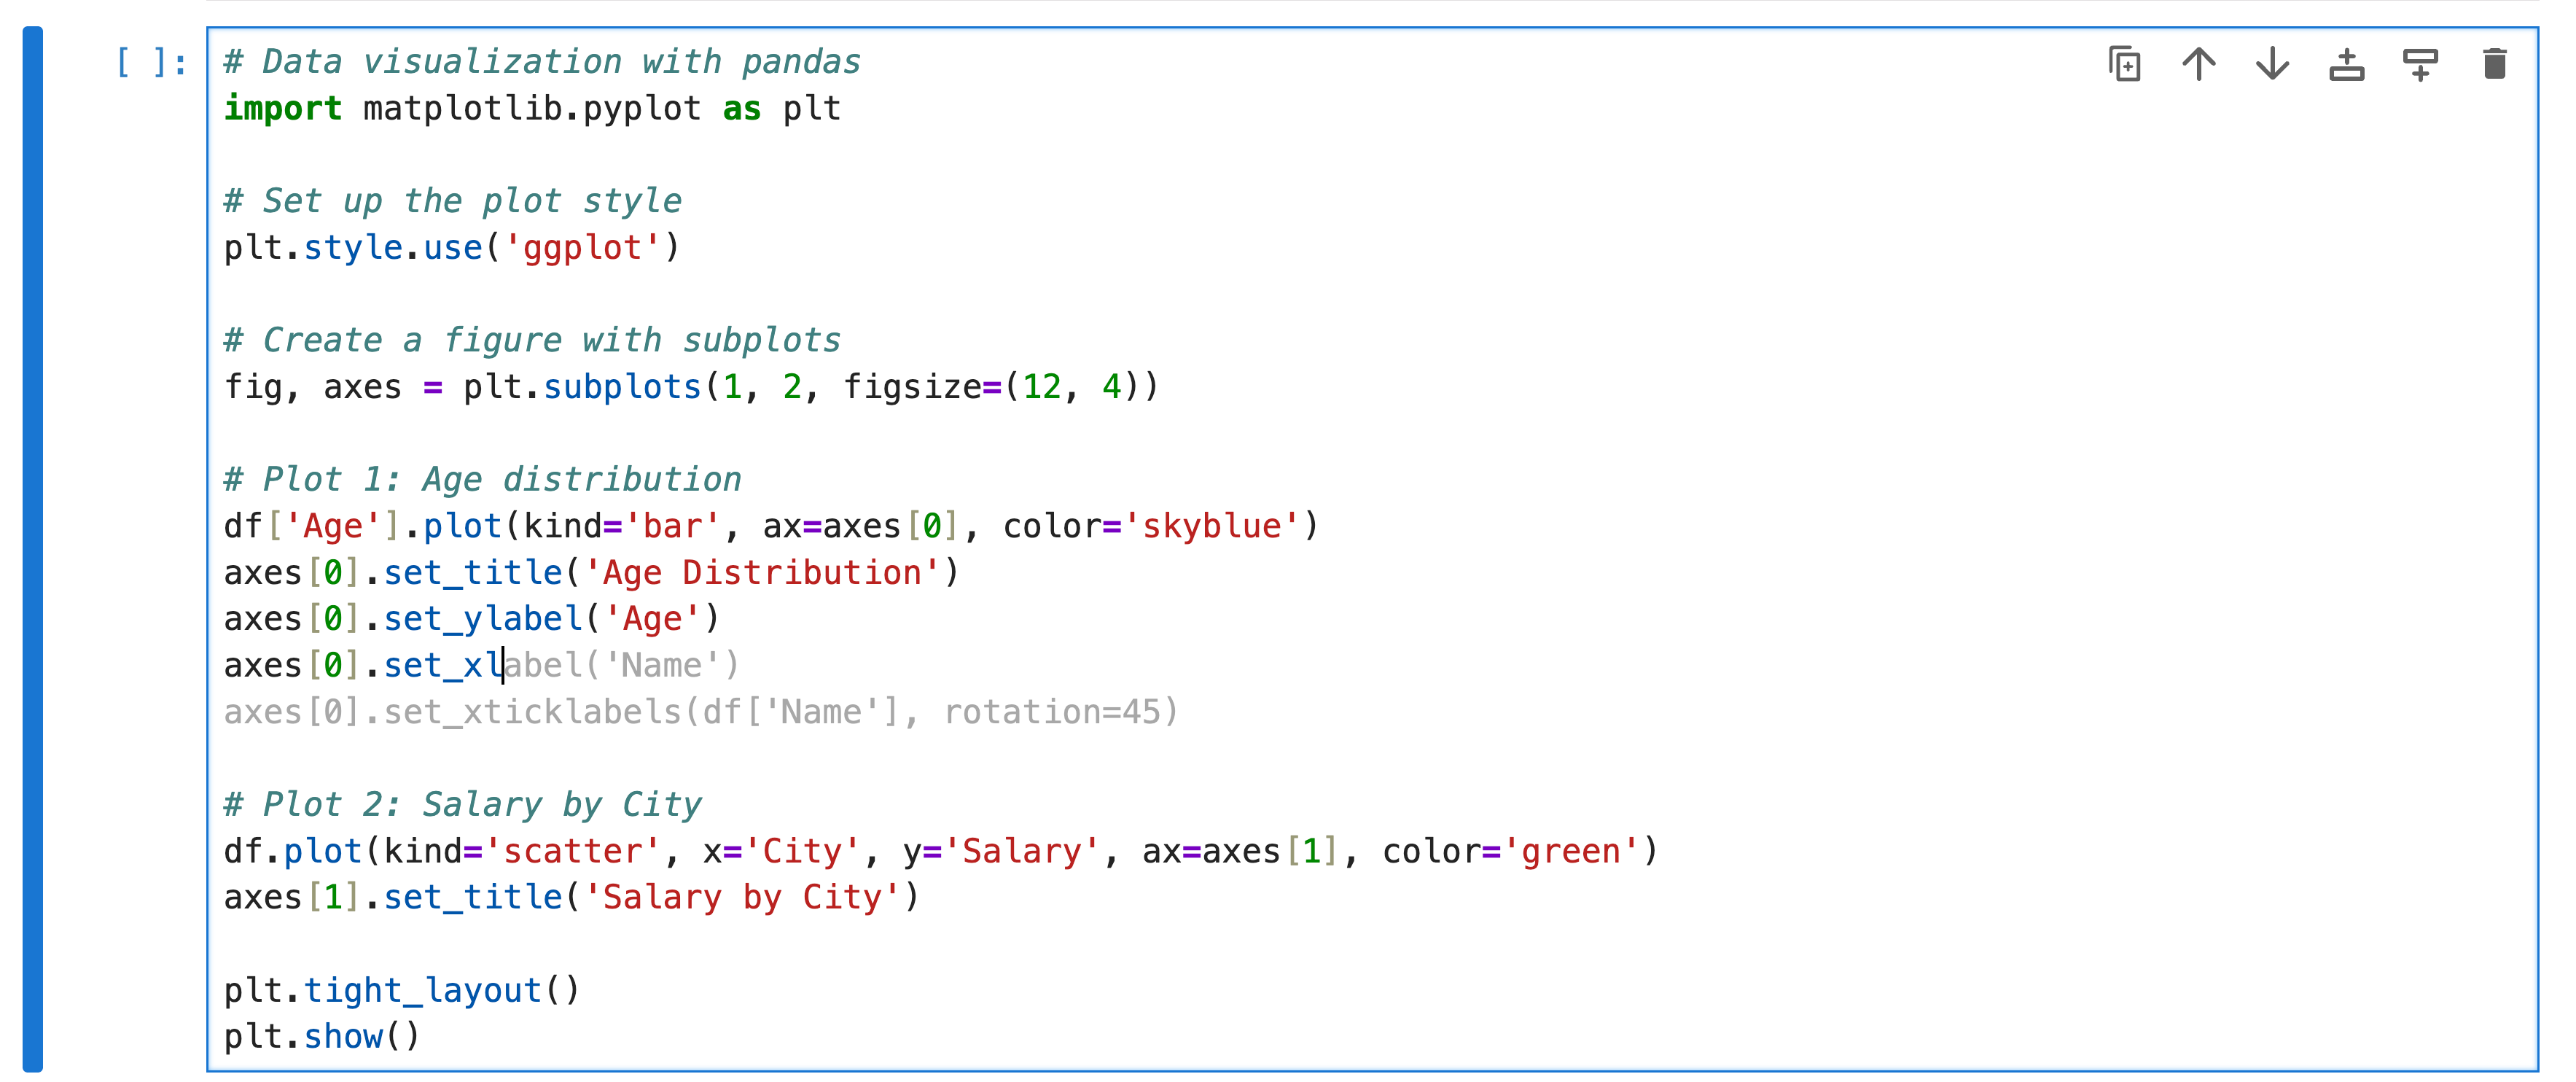 [ ]:
# Data visualization with pandas
import matplotlib.pyplot as plt
# Set up the plot style
plt.style.use('ggplot')
# Create a figure with subplots
fig, axes = plt.subplots(1, 2, figsize=(12, 4))
# Plot 1: Age distribution
df['Age'].plot(kind='bar', ax=axes[0], color='skyblue')
axes[0].set_title('Age Distribution')
axes[0].set_ylabel('Age')
axes[0].set_xlabel('Name')
axes[0].set_xticklabels(df['Name'], rotation=45)
# Plot 2: Salary by City
df.plot(kind='scatter', x='City', y='Salary', ax=axes[1], color='green')
axes[1].set_title('Salary by City')
plt.tight_layout()
plt.show()